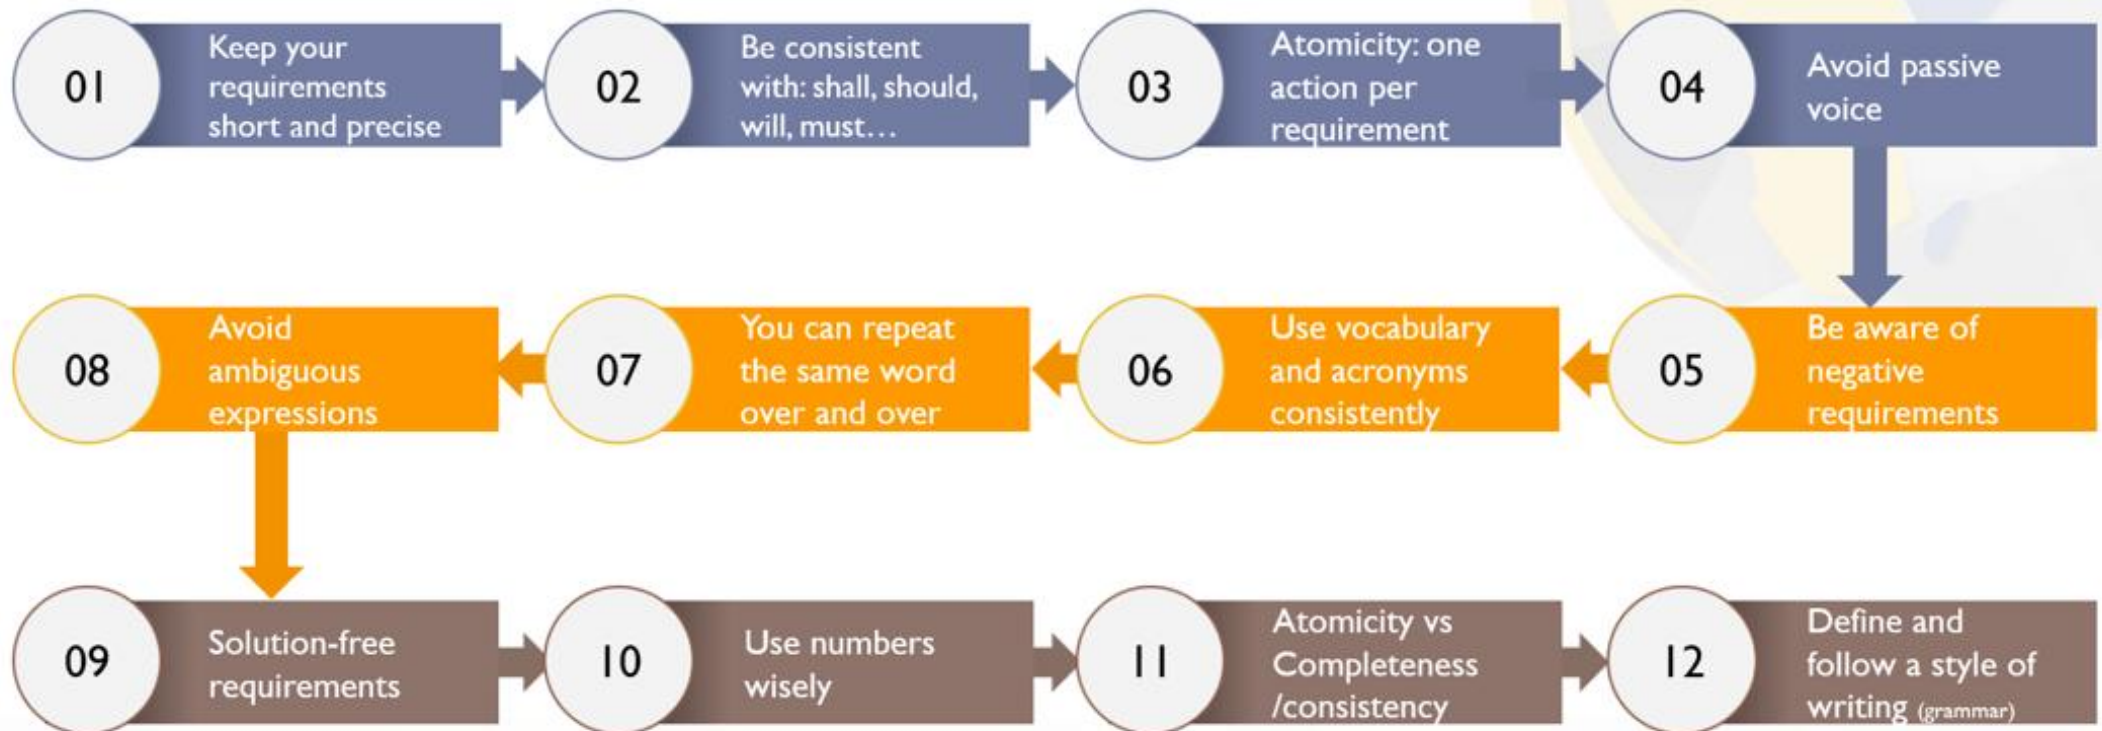 01
Keep your
requirements
short and precise
02
Be consistent
with: shall, should,
will, must...
03
Atomicity: one
action per
requirement
04
Avoid passive
voice
05
Be aware of
negative
requirements
06
Use vocabulary
and acronyms
consistently
07
You can repeat
the same word
over and over
08
Avoid
ambiguous
expressions
09
Solution-free
requirements
10
Use numbers
wisely
11
Atomicity vs
Completeness
/consistency
12
Define and
follow a style of
writing (grammar)